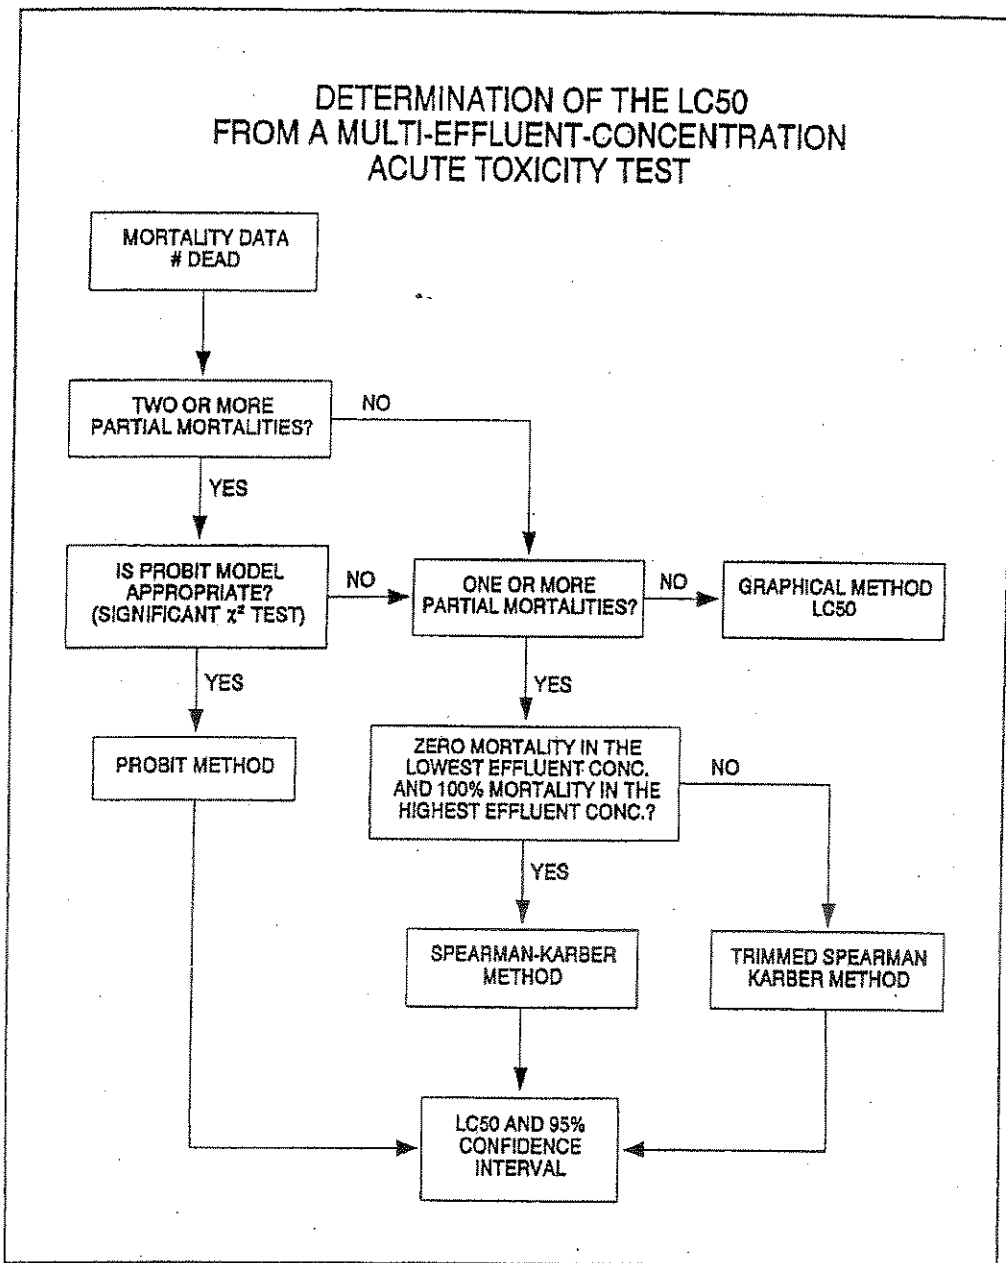 DETERMINATION OF THE LC50
FROM A MULTI-EFFLUENT-CONCENTRATION
ACUTE TOXICITY TEST
MORTALITY DATA
# DEAD
TWO OR MORE
PARTIAL MORTALITIES?
NO
YES
IS PROBIT MODEL
APPROPRIATE?
(SIGNIFICANT χ² TEST)
NO
ONE OR MORE
PARTIAL MORTALITIES?
NO
GRAPHICAL METHOD
LC50
YES
YES
PROBIT METHOD
ZERO MORTALITY IN THE
LOWEST EFFLUENT CONC.
AND 100% MORTALITY IN THE
HIGHEST EFFLUENT CONC.?
NO
YES
SPEARMAN-KARBER
METHOD
TRIMMED SPEARMAN
KARBER METHOD
LC50 AND 95%
CONFIDENCE
INTERVAL